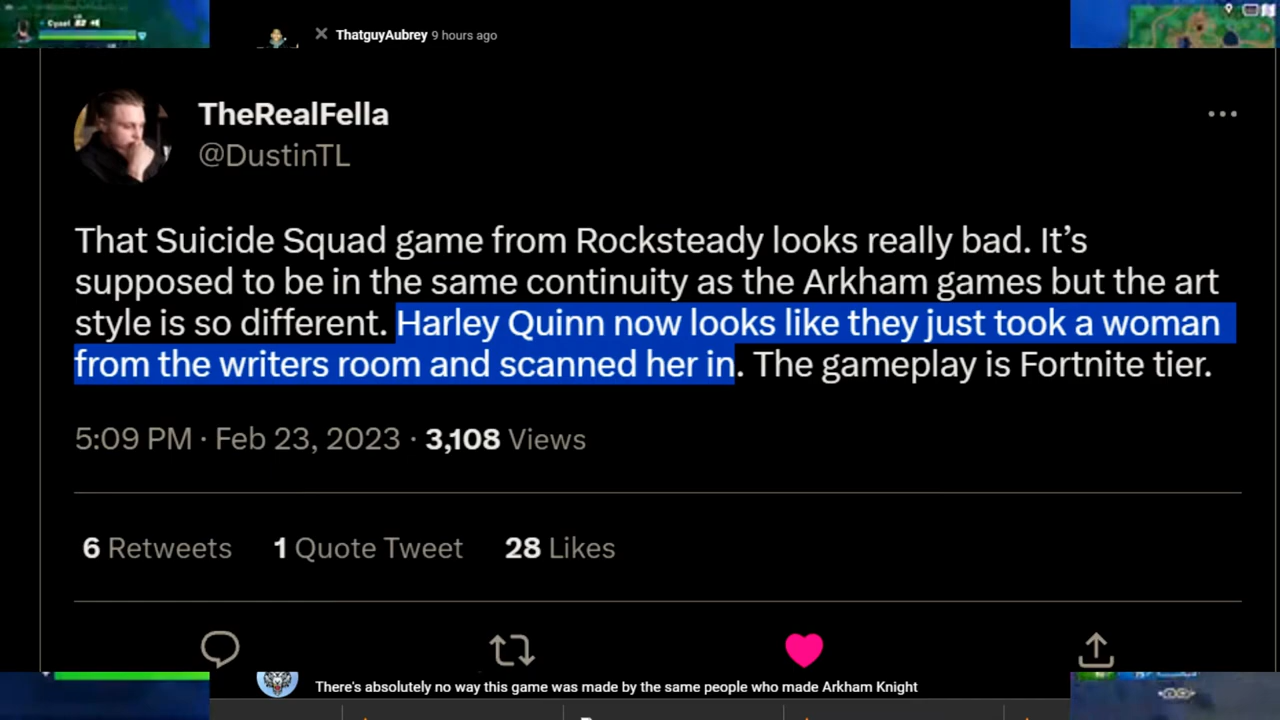 ThatguyAubrey 9 hours ago
TheRealFella
@DustinTL
That Suicide Squad game from Rocksteady looks really bad. It’s
supposed to be in the same continuity as the Arkham games but the art
style is so different. Harley Quinn now looks like they just took a woman
from the writers room and scanned her in. The gameplay is Fortnite tier.
5:09 PM · Feb 23, 2023 · 3,108 Views
6 Retweets 1 Quote Tweet 28 Likes
There's absolutely no way this game was made by the same people who made Arkham Knight